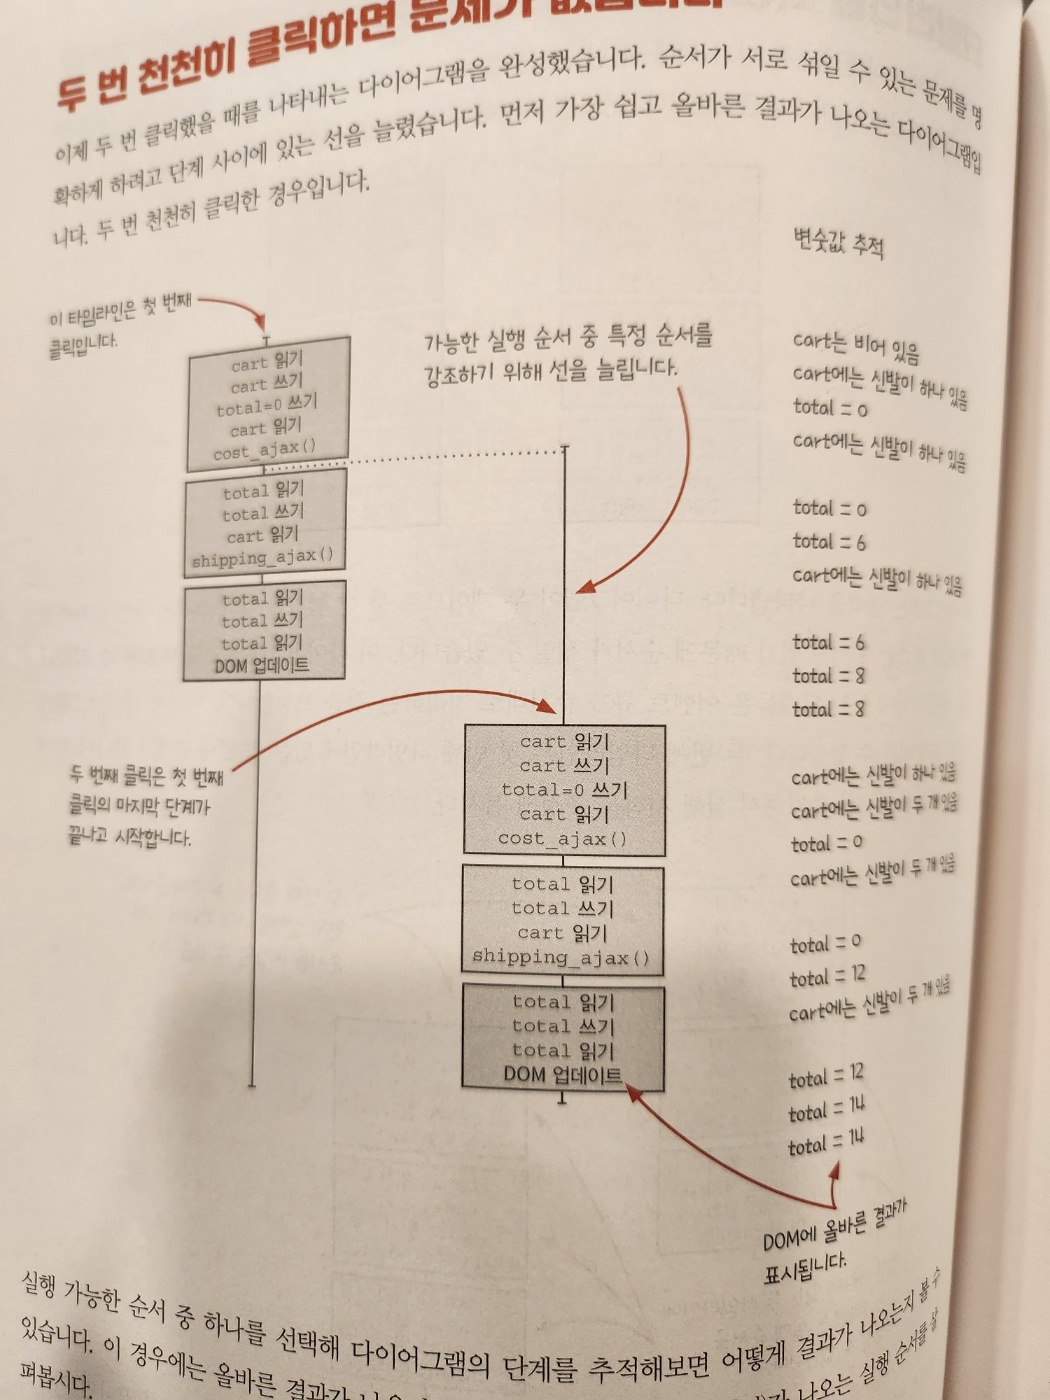 두 번 천천히 클릭하면 문제가 없습니다
이제 두 번 클릭했을 때를 나타내는 다이어그램을 완성했습니다. 순서가 서로 섞일 수 있는 문제를 명
확하게 하려고 단계 사이에 있는 선을 늘렸습니다. 먼저 가장 쉽고 올바른 결과가 나오는 다이어그램입
니다. 두 번 천천히 클릭한 경우입니다.
변숫값 추적
이 타임라인은 첫 번째
클릭입니다.
cart 읽기
cart 쓰기
total=0 쓰기
cart 읽기
cost_ajax()
total 읽기
total 쓰기
cart 읽기
shipping_ajax()
total 읽기
total 쓰기
total 읽기
DOM 업데이트
가능한 실행 순서 중 특정 순서를
강조하기 위해 선을 늘립니다.
cart는 비어 있음
cart에는 신발이 하나 있음
total = 0
cart에는 신발이 하나 있음
total = 0
total = 6
cart에는 신발이 하나 있음
total = 6
total = 8
total = 8
두 번째 클릭은 첫 번째
클릭의 마지막 단계가
끝나고 시작합니다.
cart 읽기
cart 쓰기
total=0 쓰기
cart 읽기
cost_ajax()
total 읽기
total 쓰기
cart 읽기
shipping_ajax()
total 읽기
total 쓰기
total 읽기
DOM 업데이트
cart에는 신발이 하나 있음
cart에는 신발이 두 개 있음
total = 0
cart에는 신발이 두 개 있음
total = 0
total = 12
cart에는 신발이 두 개 있음
total = 12
total = 14
total = 14
DOM에 올바른 결과가
표시됩니다.
실행 가능한 순서 중 하나를 선택해 다이어그램의 단계를 추적해보면 어떻게 결과가 나오는지 볼 수
있습니다. 이 경우에는 올바른 결과가 나오는 실행 순서를 살
펴봅시다.